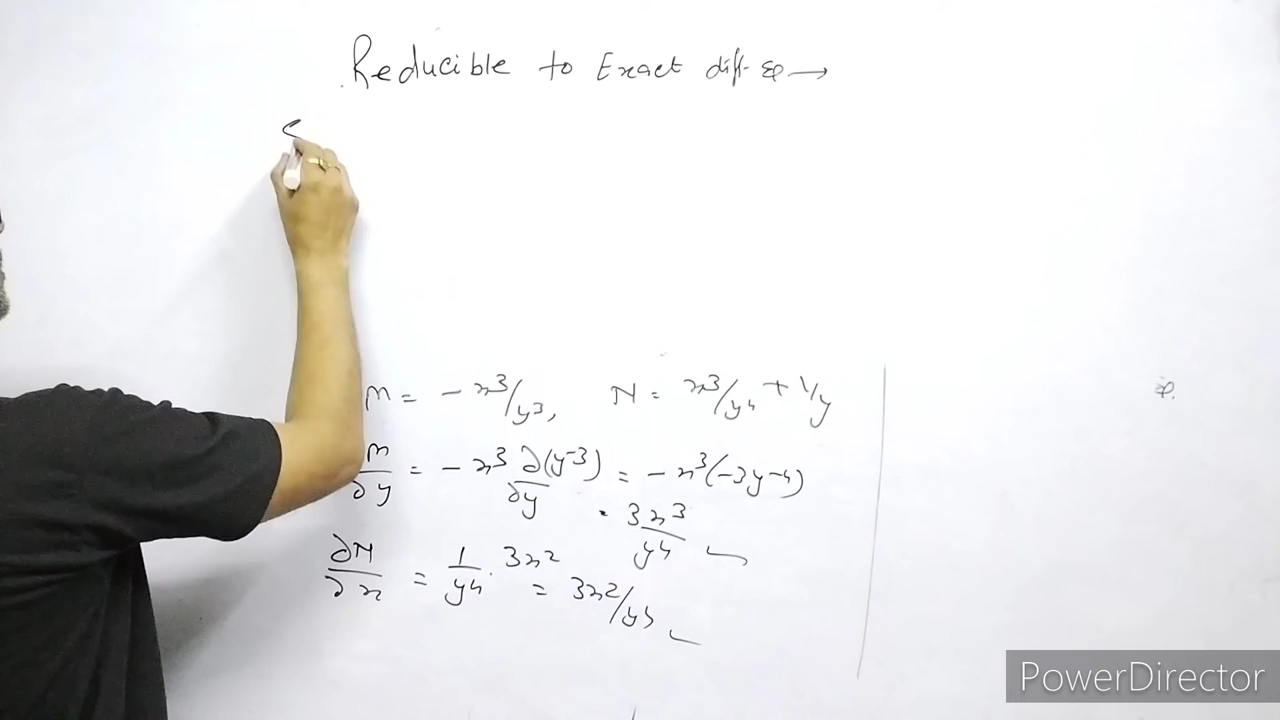 Reducible to Exact diff. Eq →
M = - x³/y³, N = x³/y⁴ + 1/y
M/∂y = - x³ ∂(y-3)/∂y = - x³(-3y-4)
= 3x³/y⁴
∂N/∂x = 1/y⁴ · 3x² = 3x²/y⁴
PowerDirector